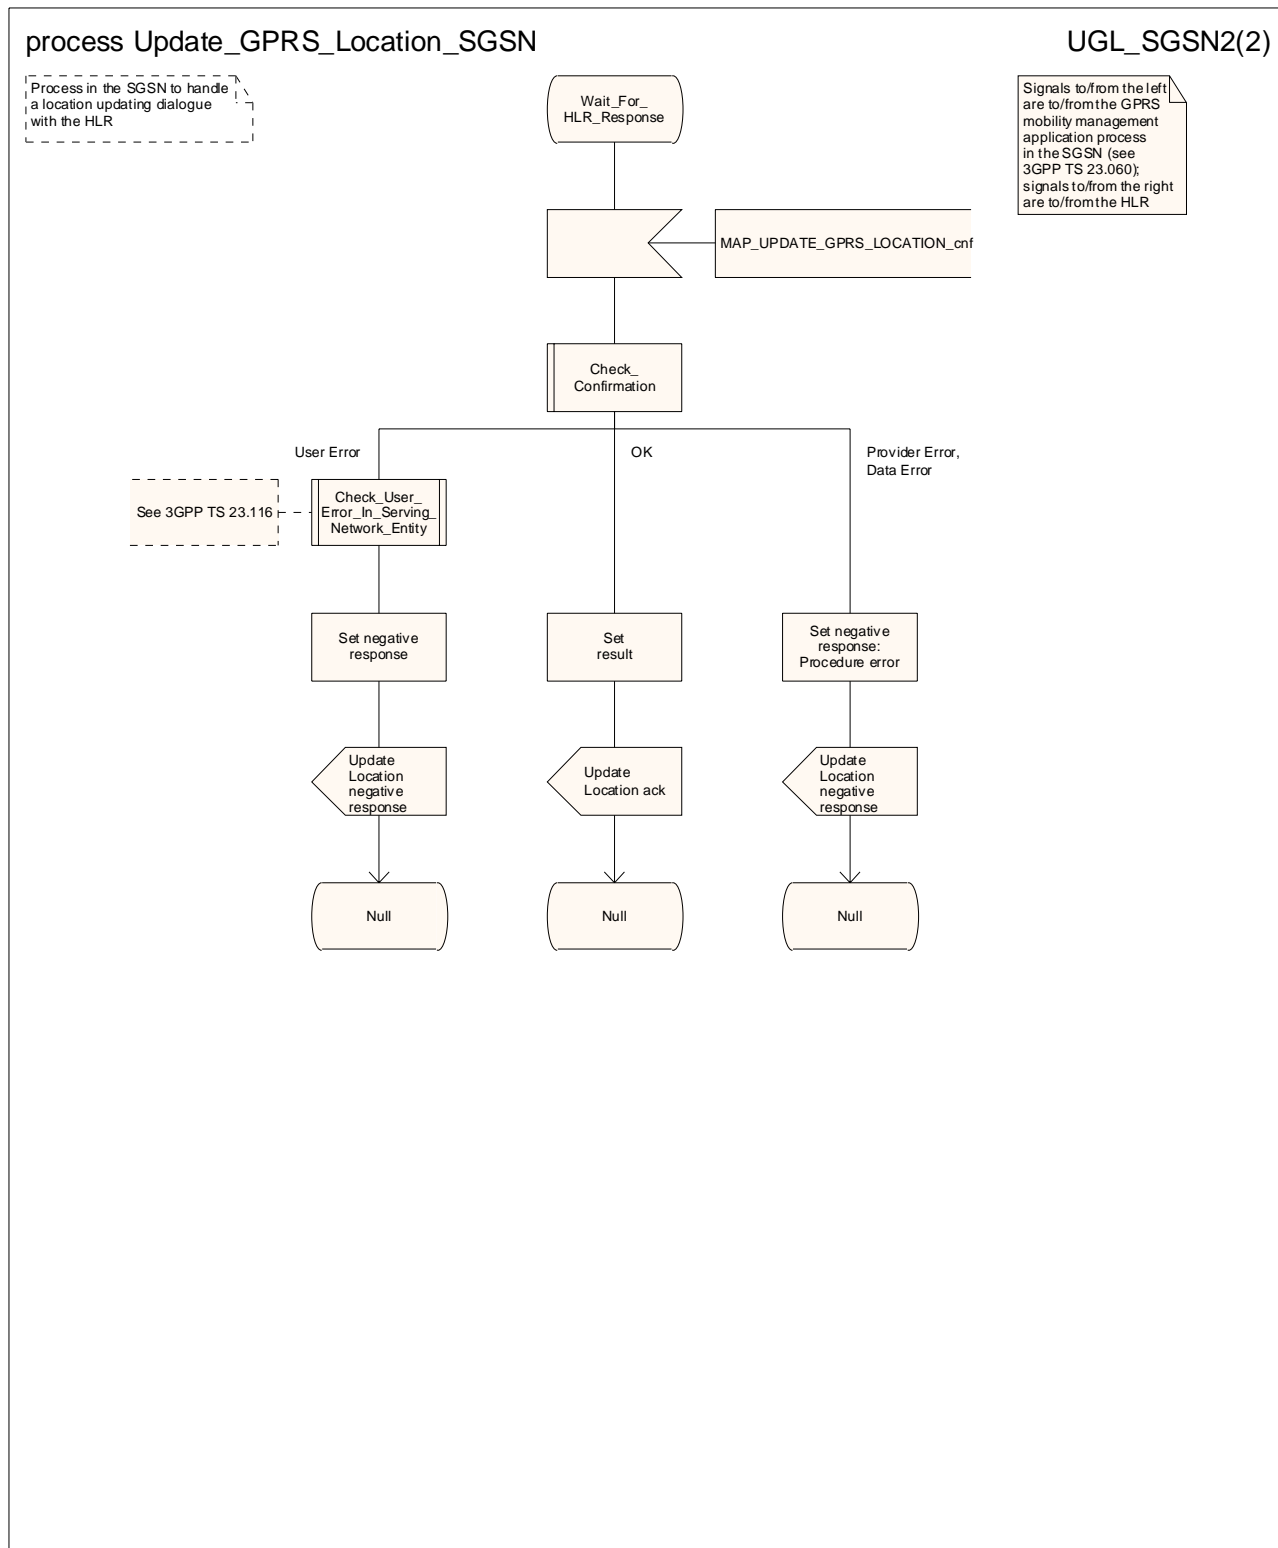 process Update_GPRS_Location_SGSN
UGL_SGSN2(2)
Process in the SGSN to handle
a location updating dialogue
with the HLR
Wait_For_
HLR_Response
Signals to/from the left
are to/from the GPRS
mobility management
application process
in the SGSN (see
3GPP TS 23.060);
signals to/from the right
are to/from the HLR
MAP_UPDATE_GPRS_LOCATION_cnf
Check_
Confirmation
User Error
OK
Provider Error,
Data Error
See 3GPP TS 23.116
Check_User_
Error_In_Serving_
Network_Entity
Set negative
response
Set
result
Set negative
response:
Procedure error
Update
Location
negative
response
Update
Location ack
Update
Location
negative
response
Null
Null
Null